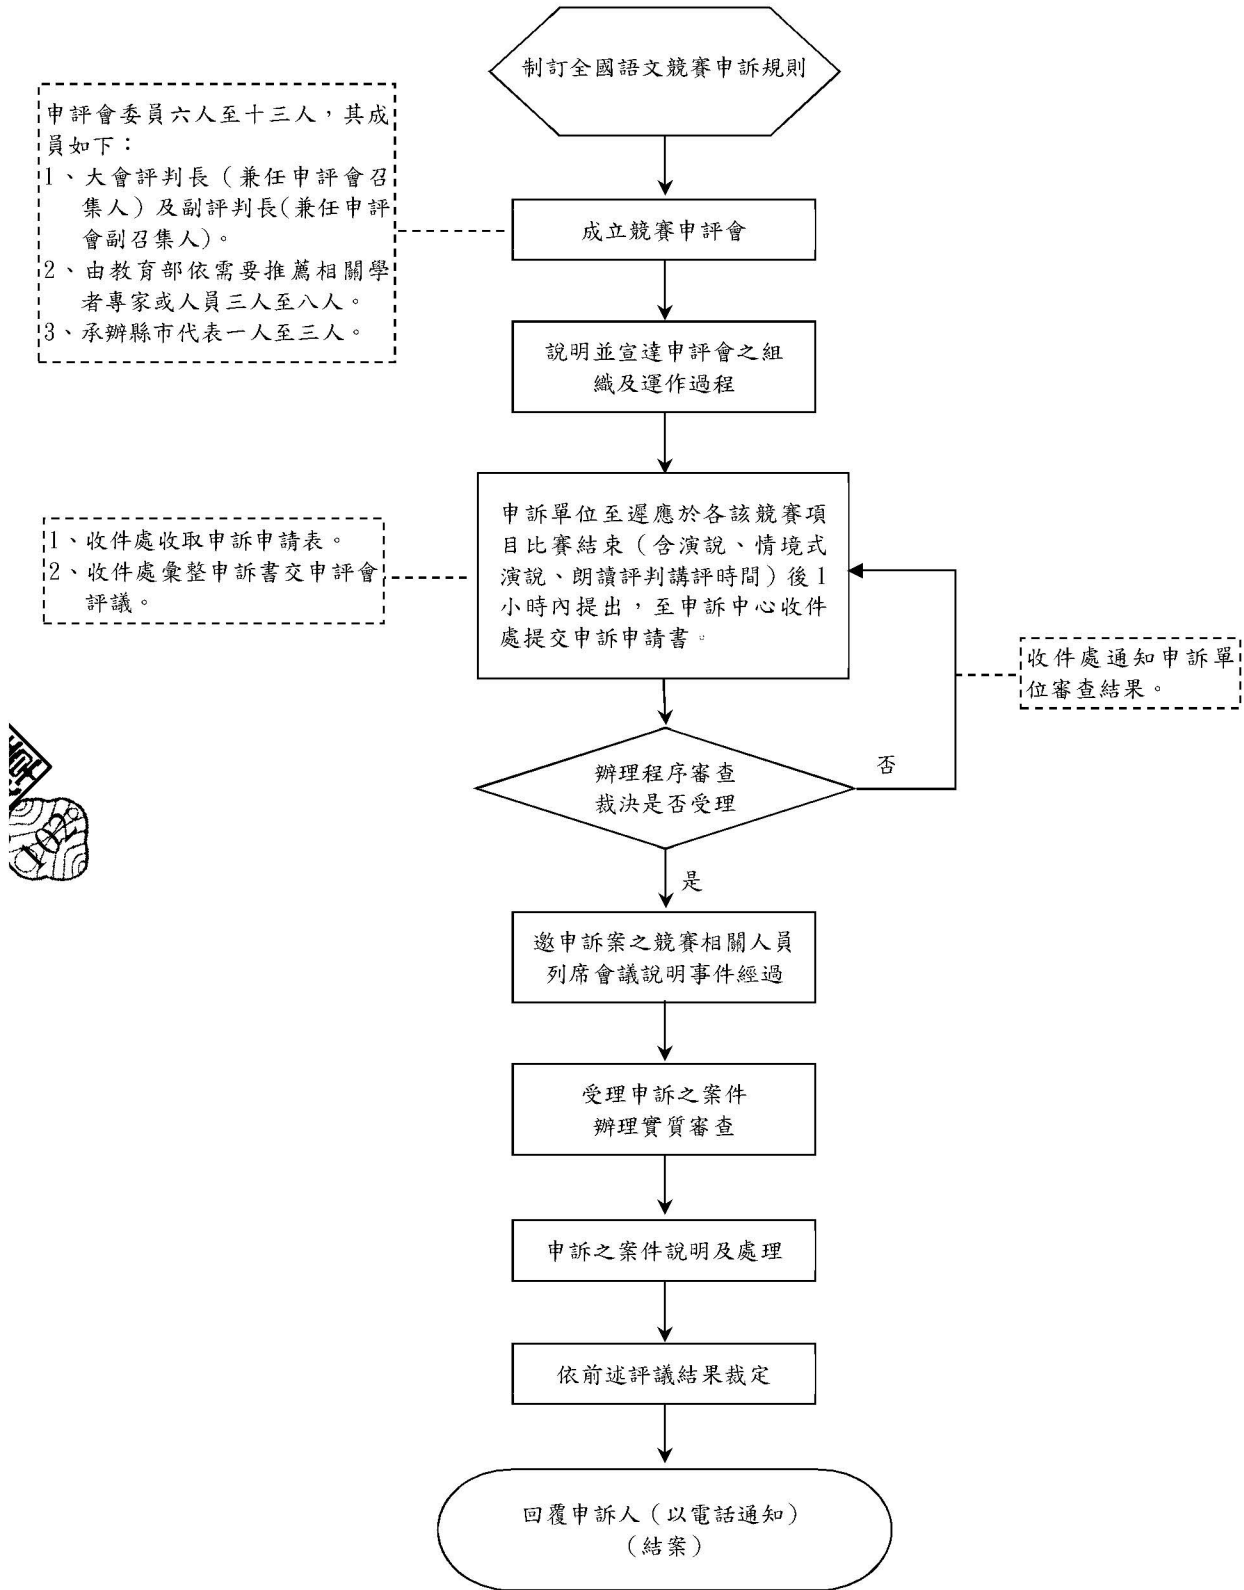 制訂全國語文競賽申訴規則
申評會委員六人至十三人，其成
員如下：
1、大會評判長（兼任申評會召
集人）及副評判長(兼任申評
會副召集人)。
2、由教育部依需要推薦相關學
者專家或人員三人至八人。
3、承辦縣市代表一人至三人。
成立競賽申評會
說明並宣達申評會之組
織及運作過程
申訴單位至遲應於各該競賽項
目比賽結束（含演說、情境式
演說、朗讀評判講評時間）後1
小時內提出，至申訴中心收件
處提交申訴申請書。
1、收件處收取申訴申請表。
2、收件處彙整申訴書交申評會
評議。
收件處通知申訴單
位審查結果。
辦理程序審查
裁決是否受理
否
是
102
邀申訴案之競賽相關人員
列席會議說明事件經過
受理申訴之案件
辦理實質審查
申訴之案件說明及處理
依前述評議結果裁定
回覆申訴人（以電話通知）
（結案）